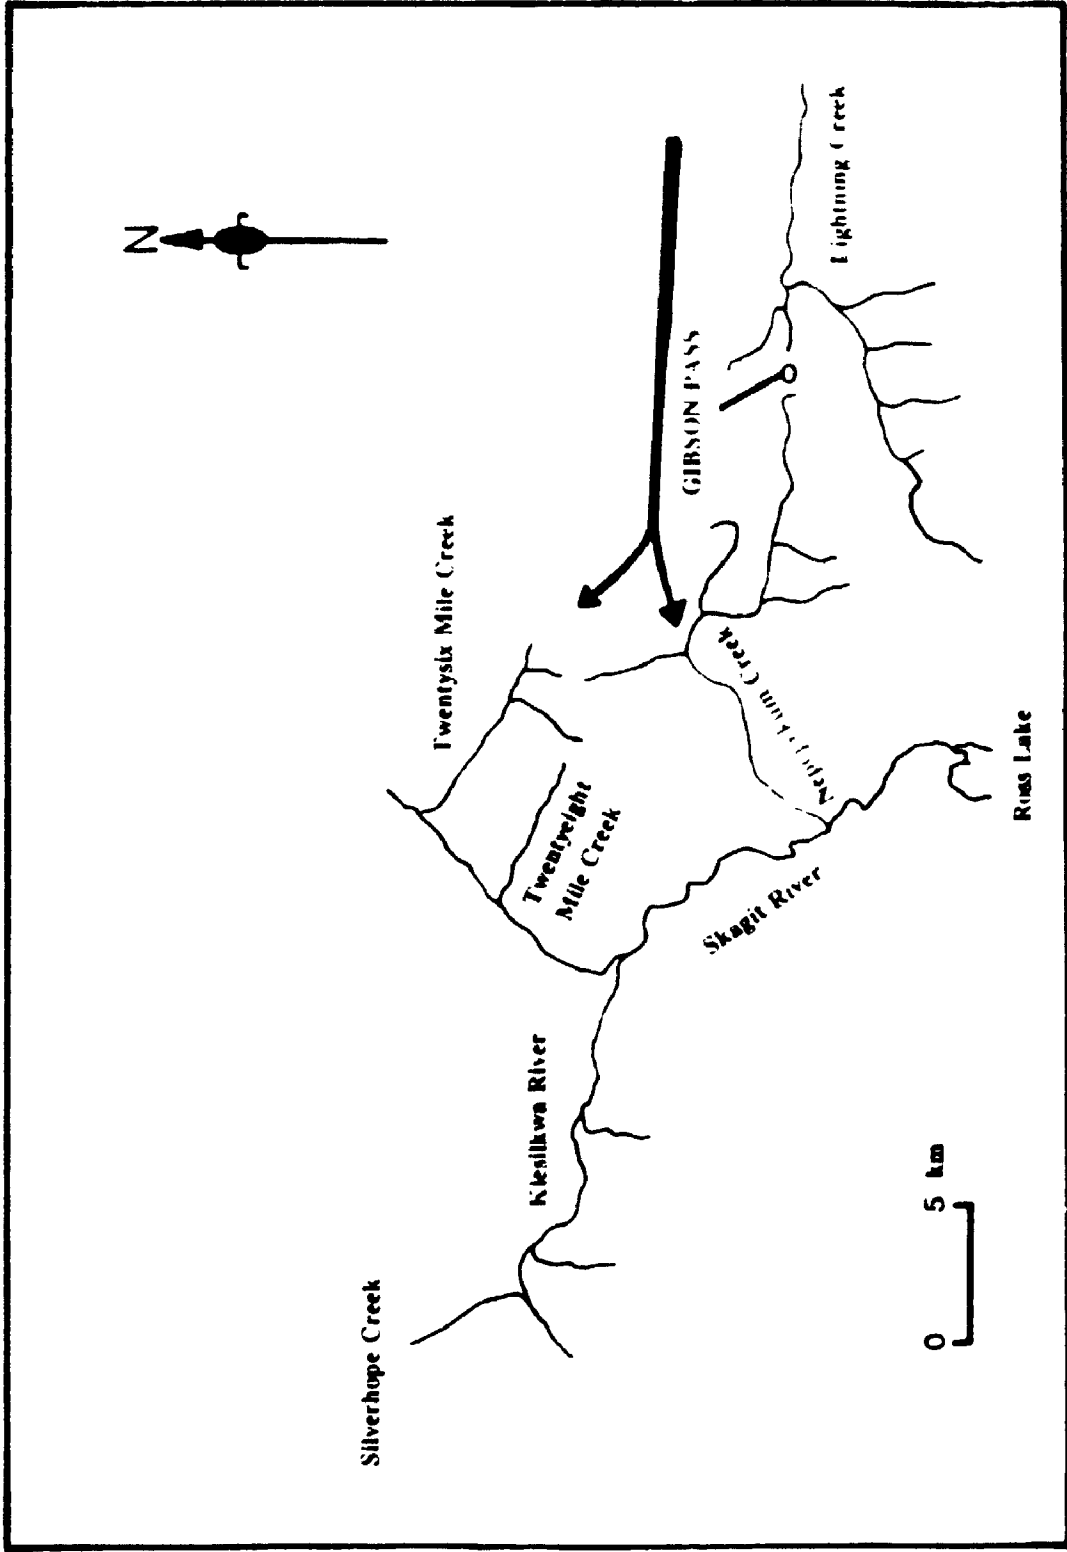 N
Silverhope Creek
Twentysix Mile Creek
Klesilkwa River
Twentyeight
Mile Creek
GIBSON PASS
Skagit River
Creek
Lightning Creek
0 5 km
Ross Lake